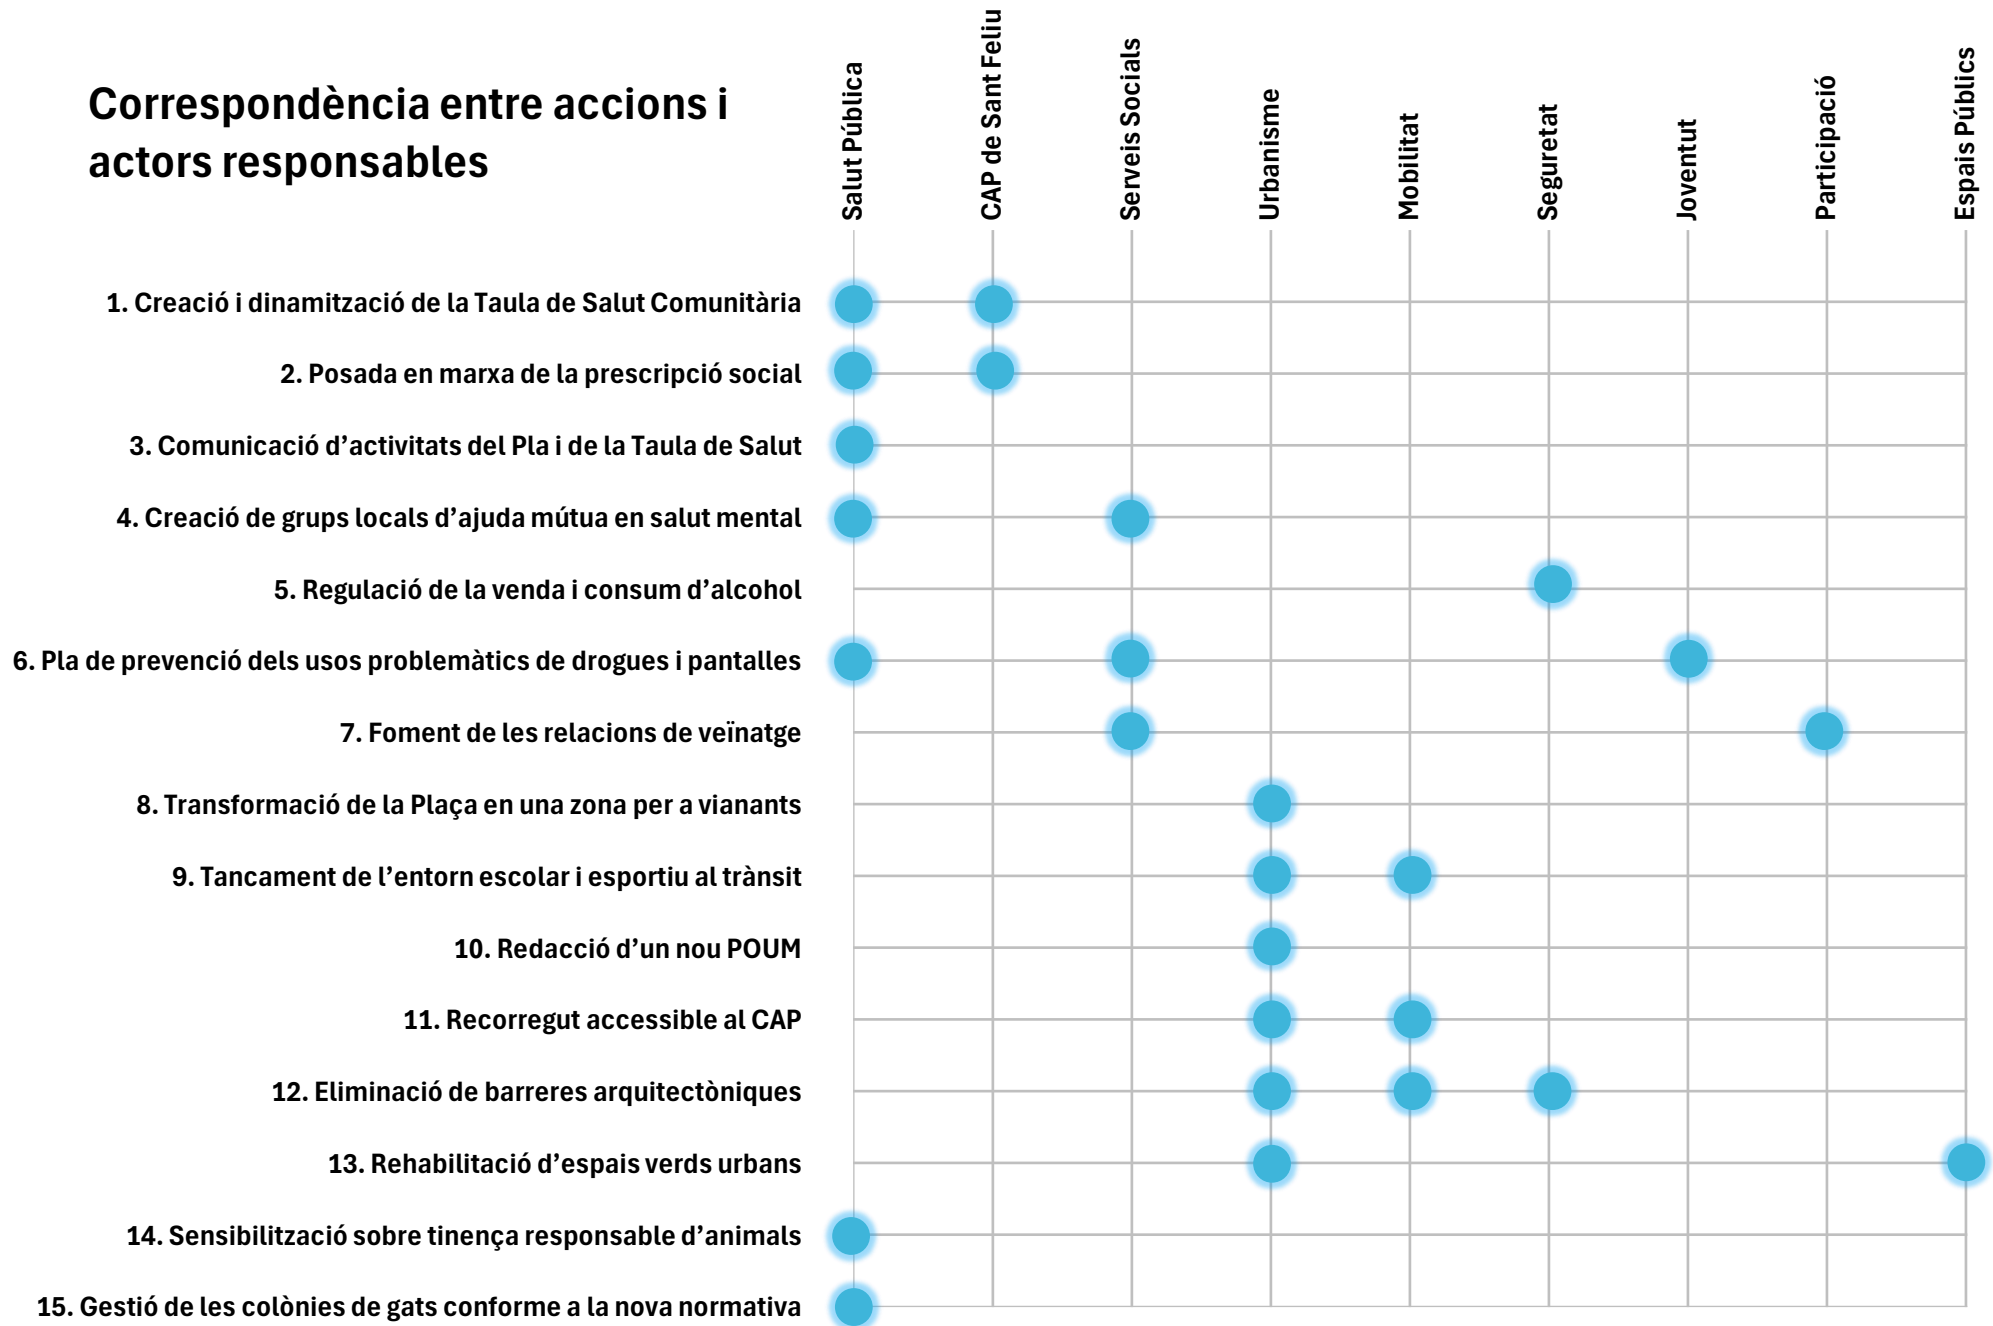 Correspondència entre accions i
actors responsables
Salut Pública
CAP de Sant Feliu
Serveis Socials
Urbanisme
Mobilitat
Seguretat
Joventut
Participació
Espais Públics
1. Creació i dinamització de la Taula de Salut Comunitària
2. Posada en marxa de la prescripció social
3. Comunicació d’activitats del Pla i de la Taula de Salut
4. Creació de grups locals d’ajuda mútua en salut mental
5. Regulació de la venda i consum d’alcohol
6. Pla de prevenció dels usos problemàtics de drogues i pantalles
7. Foment de les relacions de veïnatge
8. Transformació de la Plaça en una zona per a vianants
9. Tancament de l’entorn escolar i esportiu al trànsit
10. Redacció d’un nou POUM
11. Recorregut accessible al CAP
12. Eliminació de barreres arquitectòniques
13. Rehabilitació d’espais verds urbans
14. Sensibilització sobre tinença responsable d’animals
15. Gestió de les colònies de gats conforme a la nova normativa